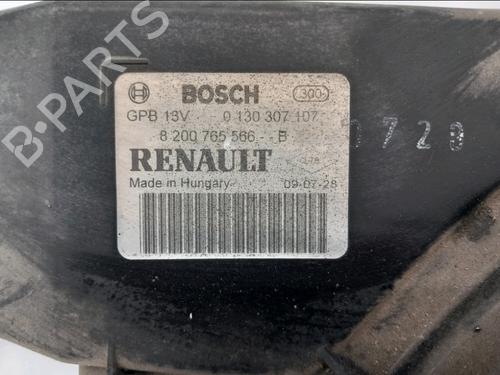 B-PARTS
BOSCH 300
GPB 13V 0 130 307 107
8 200 765 566 - - B
RENAULT
Made in Hungary 09-07-28
0728